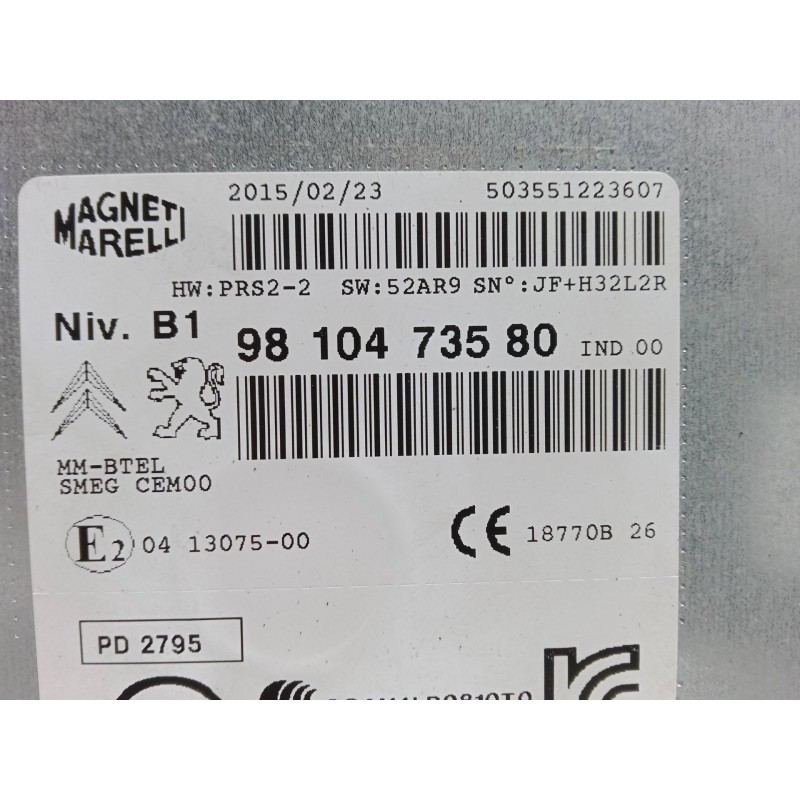 MAGNETI
MARELLI
2015/02/23 503551223607
HW:PRS2-2 SW:52AR9 SN°:JF+H32L2R
Niv. B1 98 104 735 80 IND 00
MM-BTEL
SMEG CEM00
E2 04 13075-00 CE 18770B 26
PD 2795